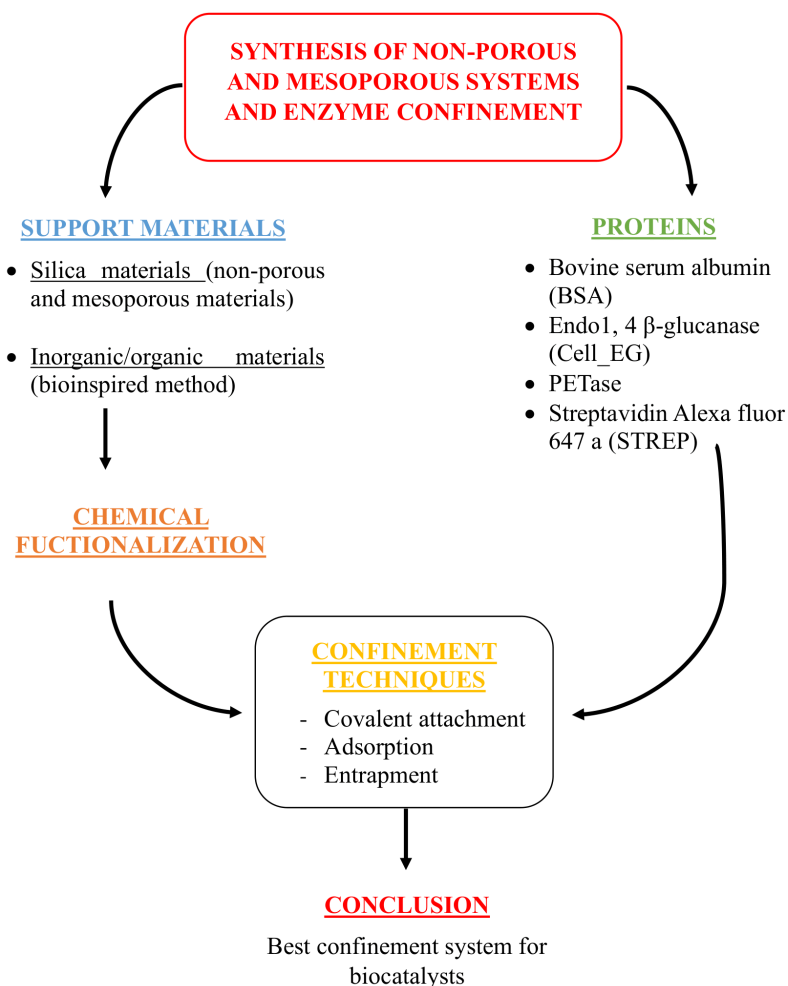 SYNTHESIS OF NON-POROUS
AND MESOPOROUS SYSTEMS
AND ENZYME CONFINEMENT
SUPPORT MATERIALS
• Silica materials (non-porous
and mesoporous materials)
• Inorganic/organic materials
(bioinspired method)
CHEMICAL
FUCTIONALIZATION
PROTEINS
• Bovine serum albumin
(BSA)
• Endo1, 4 β-glucanase
(Cell_EG)
• PETase
• Streptavidin Alexa fluor
647 a (STREP)
CONFINEMENT
TECHNIQUES
- Covalent attachment
- Adsorption
- Entrapment
CONCLUSION
Best confinement system for
biocatalysts